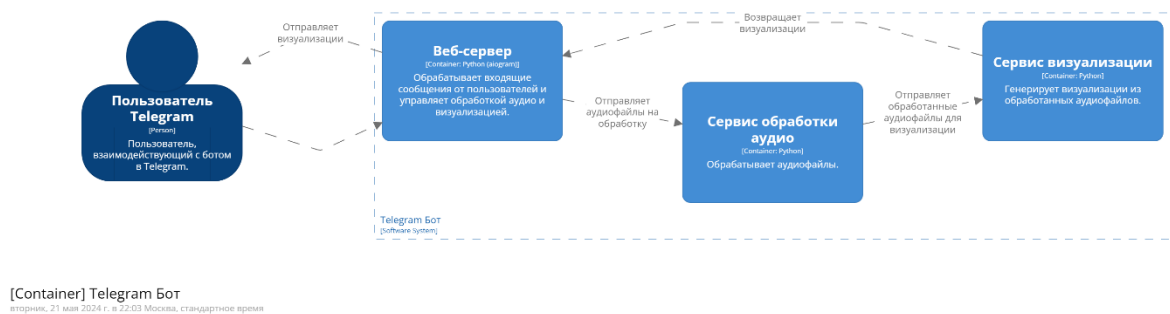 Отправляет
визуализации
Возвращает
визуализации
Пользователь
Telegram
[Person]
Пользователь,
взаимодействующий с ботом
в Telegram.
Веб-сервер
[Container: Python (aiogram)]
Обрабатывает входящие
сообщения от пользователей и
управляет обработкой аудио и
визуализацией.
Отправляет
аудиофайлы на
обработку
Сервис обработки
аудио
[Container: Python]
Обрабатывает аудиофайлы.
Отправляет
обработанные
аудиофайлы для
визуализации
Сервис визуализации
[Container: Python]
Генерирует визуализации из
обработанных аудиофайлов.
Telegram Бот
[Software System]
[Container] Telegram Бот
вторник, 21 мая 2024 г. в 22:03 Москва, стандартное время